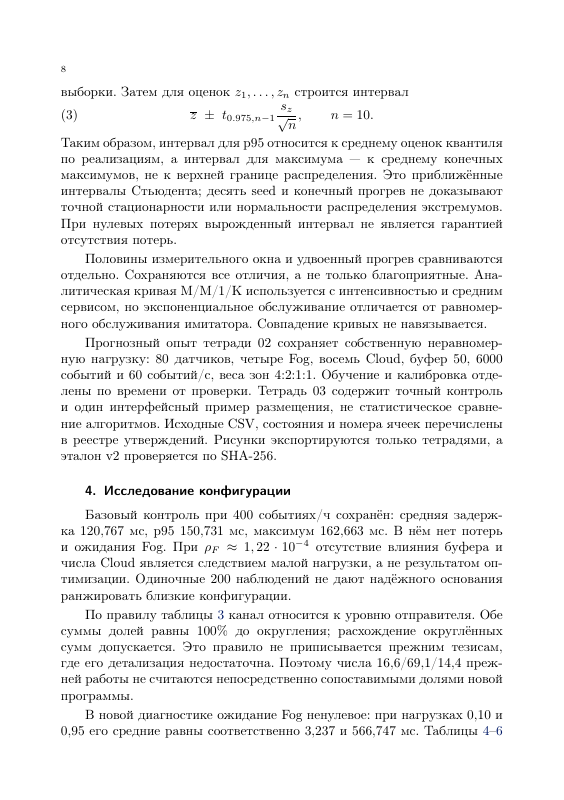 8
выборки. Затем для оценок z₁, . . . , zₙ строится интервал
(3) z̅ ± t₀.₉₇₅,ₙ₋₁ s_z/√n, n = 10.
Таким образом, интервал для p95 относится к среднему оценок квантиля
по реализациям, а интервал для максимума — к среднему конечных
максимумов, не к верхней границе распределения. Это приближённые
интервалы Стьюдента; десять seed и конечный прогрев не доказывают
точной стационарности или нормальности распределения экстремумов.
При нулевых потерях вырожденный интервал не является гарантией
отсутствия потерь.
Половины измерительного окна и удвоенный прогрев сравниваются
отдельно. Сохраняются все отличия, а не только благоприятные. Ана-
литическая кривая M/M/1/K используется с интенсивностью и средним
сервисом, но экспоненциальное обслуживание отличается от равномер-
ного обслуживания имитатора. Совпадение кривых не навязывается.
Прогнозный опыт тетради 02 сохраняет собственную неравномер-
ную нагрузку: 80 датчиков, четыре Fog, восемь Cloud, буфер 50, 6000
событий и 60 событий/с, веса зон 4:2:1:1. Обучение и калибровка отде-
лены по времени от проверки. Тетрадь 03 содержит точный контроль
и один интерфейсный пример размещения, не статистическое сравне-
ние алгоритмов. Исходные CSV, состояния и номера ячеек перечислены
в реестре утверждений. Рисунки экспортируются только тетрадями, а
эталон v2 проверяется по SHA-256.
4. Исследование конфигурации
Базовый контроль при 400 событиях/ч сохранён: средняя задерж-
ка 120,767 мс, p95 150,731 мс, максимум 162,663 мс. В нём нет потерь
и ожидания Fog. При ρ_F ≈ 1,22 · 10⁻⁴ отсутствие влияния буфера и
числа Cloud является следствием малой нагрузки, а не результатом оп-
тимизации. Одиночные 200 наблюдений не дают надёжного основания
ранжировать близкие конфигурации.
По правилу таблицы 3 канал относится к уровню отправителя. Обе
суммы долей равны 100% до округления; расхождение округлённых
сумм допускается. Это правило не приписывается прежним тезисам,
где его детализация недостаточна. Поэтому числа 16,6/69,1/14,4 преж-
ней работы не считаются непосредственно сопоставимыми долями новой
программы.
В новой диагностике ожидание Fog ненулевое: при нагрузках 0,10 и
0,95 его средние равны соответственно 3,237 и 566,747 мс. Таблицы 4–6